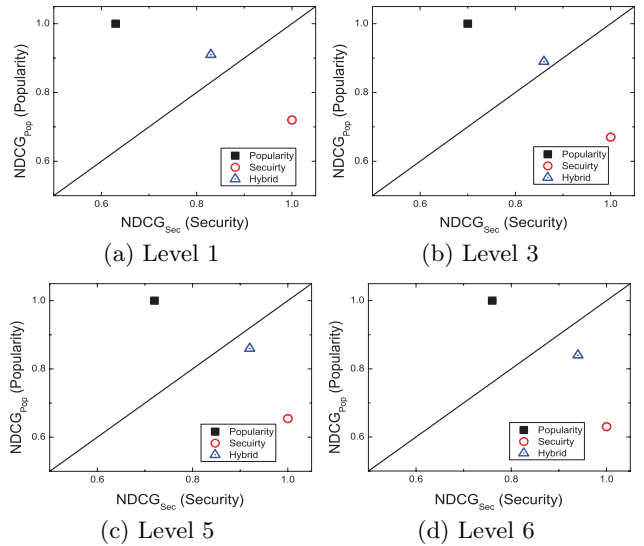 1.0
0.8
0.6
NDCG_Pop (Popularity)
Popularity
Secuirty
Hybrid
0.6 0.8 1.0
NDCG_Sec (Security)
(a) Level 1
1.0
0.8
0.6
NDCG_Pop (Popularity)
Popularity
Secuirty
Hybrid
0.6 0.8 1.0
NDCG_Sec (Security)
(b) Level 3
1.0
0.8
0.6
NDCG_Pop (Popularity)
Popularity
Secuirty
Hybrid
0.6 0.8 1.0
NDCG_Sec (Security)
(c) Level 5
1.0
0.8
0.6
NDCG_Pop (Popularity)
Popularity
Secuirty
Hybrid
0.6 0.8 1.0
NDCG_Sec (Security)
(d) Level 6